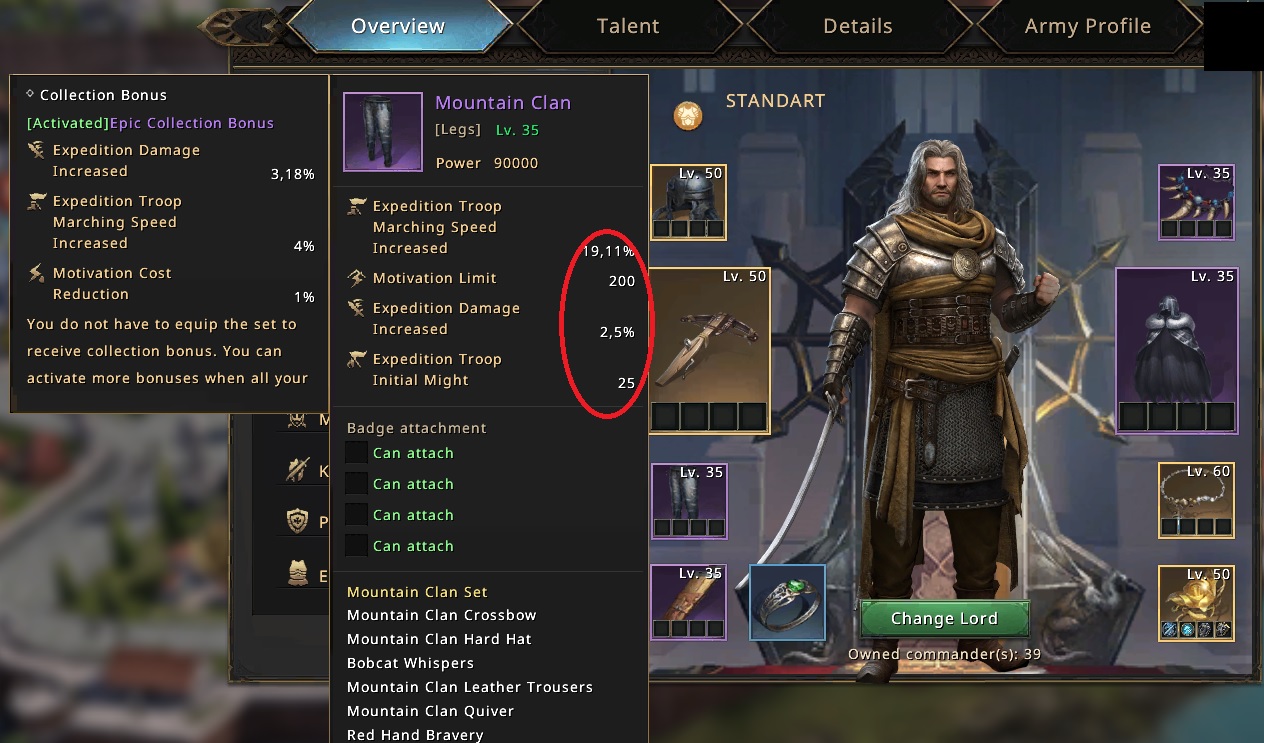 Overview
Talent
Details
Army Profile
Collection Bonus
[Activated]Epic Collection Bonus
Expedition Damage
Increased
3,18%
Expedition Troop
Marching Speed
Increased
4%
Motivation Cost
Reduction
1%
You do not have to equip the set to
receive collection bonus. You can
activate more bonuses when all your
M
K
P
E
Mountain Clan
[Legs] Lv. 35
Power 90000
Expedition Troop
Marching Speed
Increased
19,11%
Motivation Limit
200
Expedition Damage
Increased
2,5%
Expedition Troop
Initial Might
25
Badge attachment
Can attach
Can attach
Can attach
Can attach
Mountain Clan Set
Mountain Clan Crossbow
Mountain Clan Hard Hat
Bobcat Whispers
Mountain Clan Leather Trousers
Mountain Clan Quiver
Red Hand Bravery
STANDART
Lv. 50
Lv. 50
Lv. 35
Lv. 35
Lv. 35
Lv. 35
Lv. 60
Lv. 50
Change Lord
Owned commander(s): 39